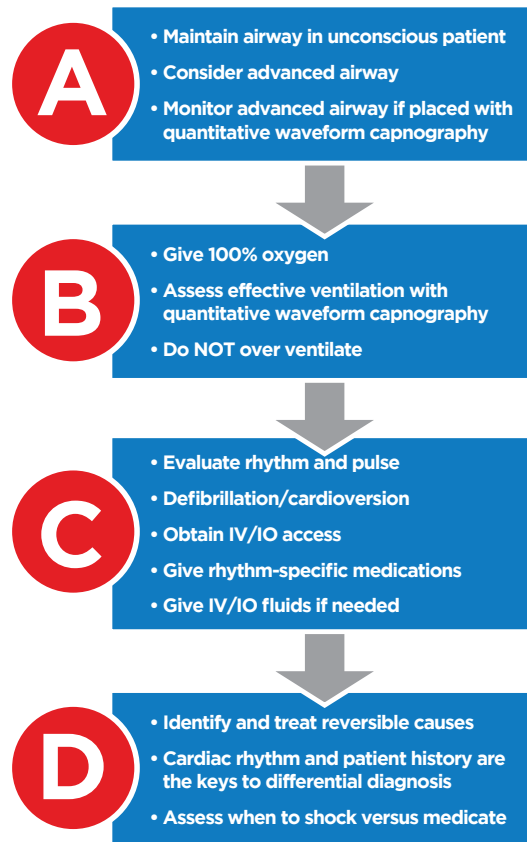 A
• Maintain airway in unconscious patient
• Consider advanced airway
• Monitor advanced airway if placed with
quantitative waveform capnography
B
• Give 100% oxygen
• Assess effective ventilation with
quantitative waveform capnography
• Do NOT over ventilate
C
• Evaluate rhythm and pulse
• Defibrillation/cardioversion
• Obtain IV/IO access
• Give rhythm-specific medications
• Give IV/IO fluids if needed
D
• Identify and treat reversible causes
• Cardiac rhythm and patient history are
the keys to differential diagnosis
• Assess when to shock versus medicate